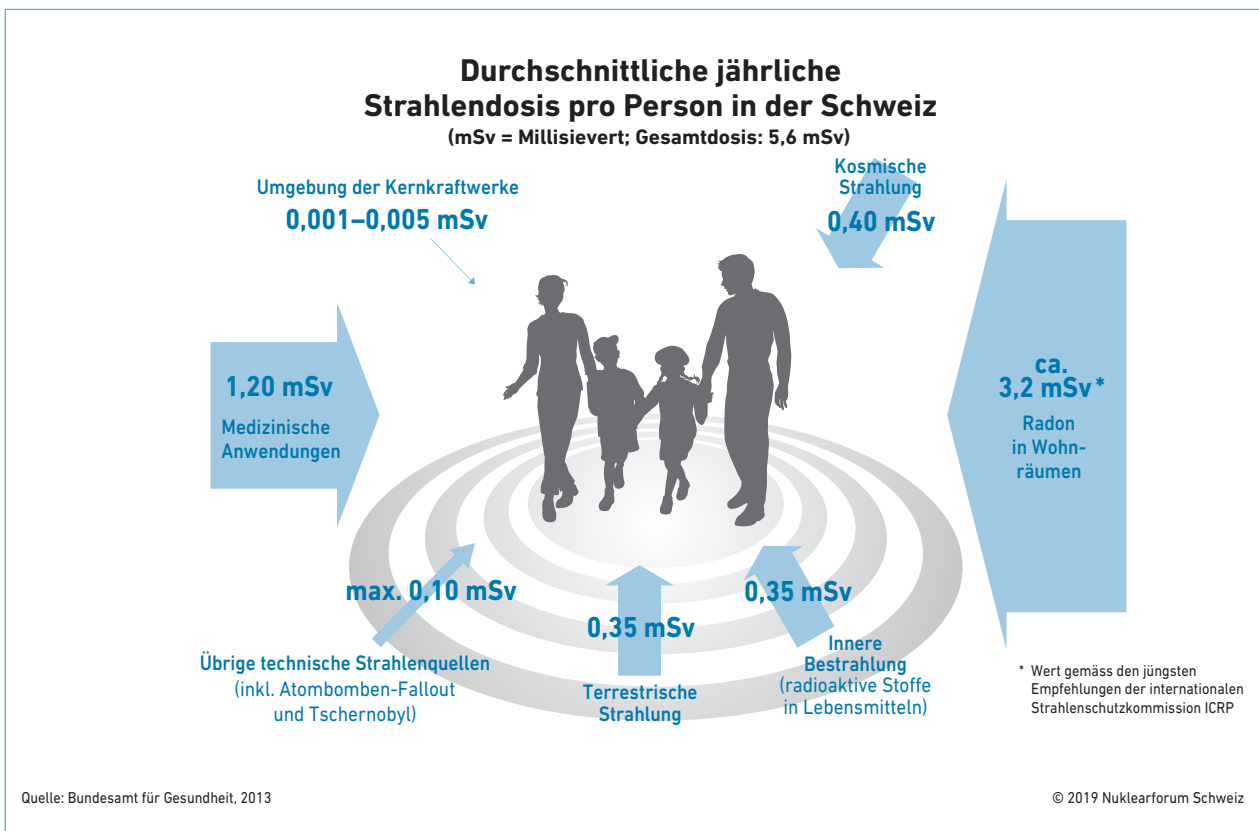 Durchschnittliche jährliche
Strahlendosis pro Person in der Schweiz
(mSv = Millisievert; Gesamtdosis: 5,6 mSv)
Umgebung der Kernkraftwerke
0,001–0,005 mSv
Kosmische
Strahlung
0,40 mSv
1,20 mSv
Medizinische
Anwendungen
ca.
3,2 mSv *
Radon
in Wohn-
räumen
max. 0,10 mSv
Übrige technische Strahlenquellen
(inkl. Atombomben-Fallout
und Tschernobyl)
0,35 mSv
Terrestrische
Strahlung
0,35 mSv
Innere
Bestrahlung
(radioaktive Stoffe
in Lebensmitteln)
* Wert gemäss den jüngsten
Empfehlungen der internationalen
Strahlenschutzkommission ICRP
Quelle: Bundesamt für Gesundheit, 2013
© 2019 Nuklearforum Schweiz